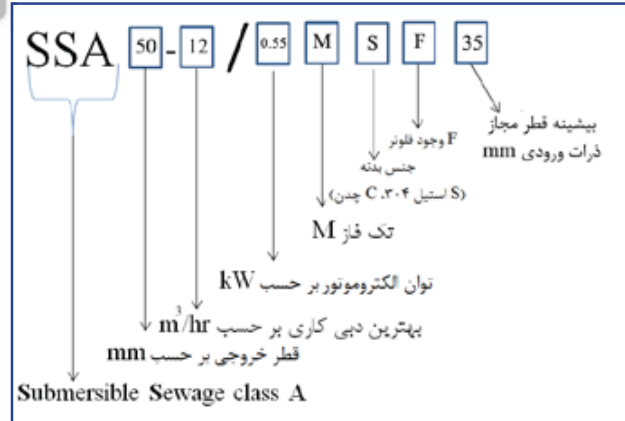 SSA 50 - 12 / 0.55 M S F 35
بیشینه قطر مجاز
ذرات ورودی mm
F وجود فلوتر
جنس بدنه
(S استیل ۳۰۴، C چدن)
تک فاز M
توان الکتروموتور بر حسب kW
بهترین دبی کاری بر حسب m³/hr
قطر خروجی بر حسب mm
Submersible Sewage class A